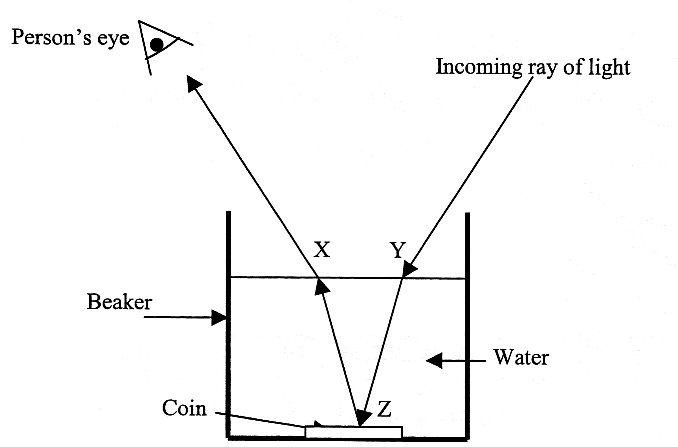 Person's eye
Incoming ray of light
X
Y
Beaker
Water
Coin
Z